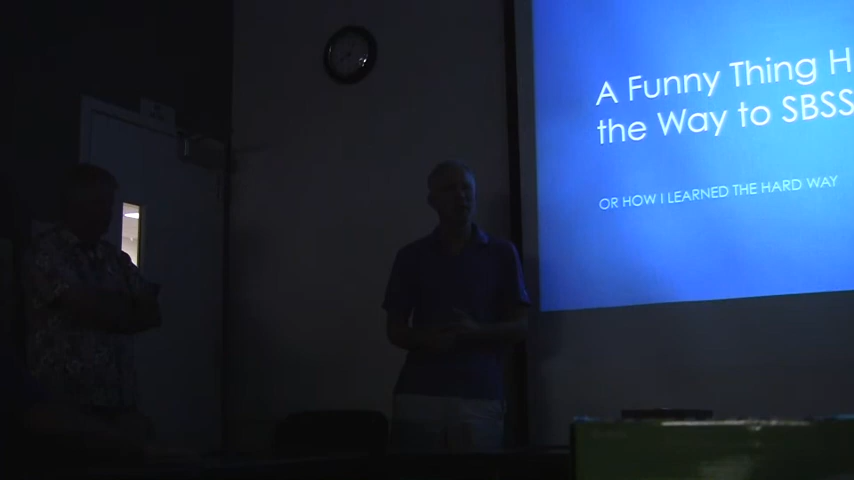 A Funny Thing H
the Way to SBSS
OR HOW I LEARNED THE HARD WAY